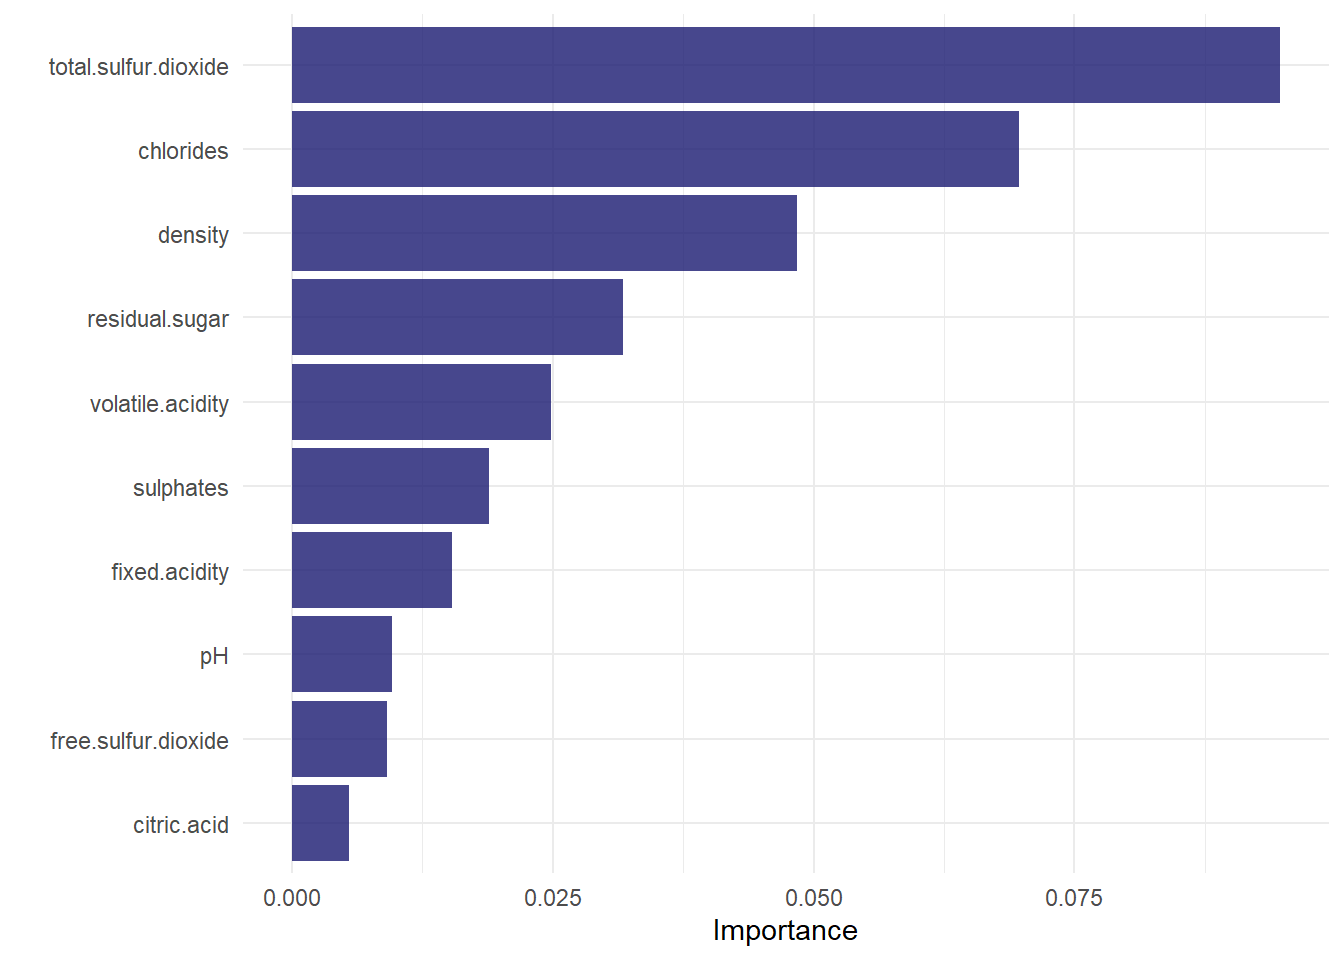 total.sulfur.dioxide
chlorides
density
residual.sugar
volatile.acidity
sulphates
fixed.acidity
pH
free.sulfur.dioxide
citric.acid
0.000 0.025 0.050 0.075
Importance